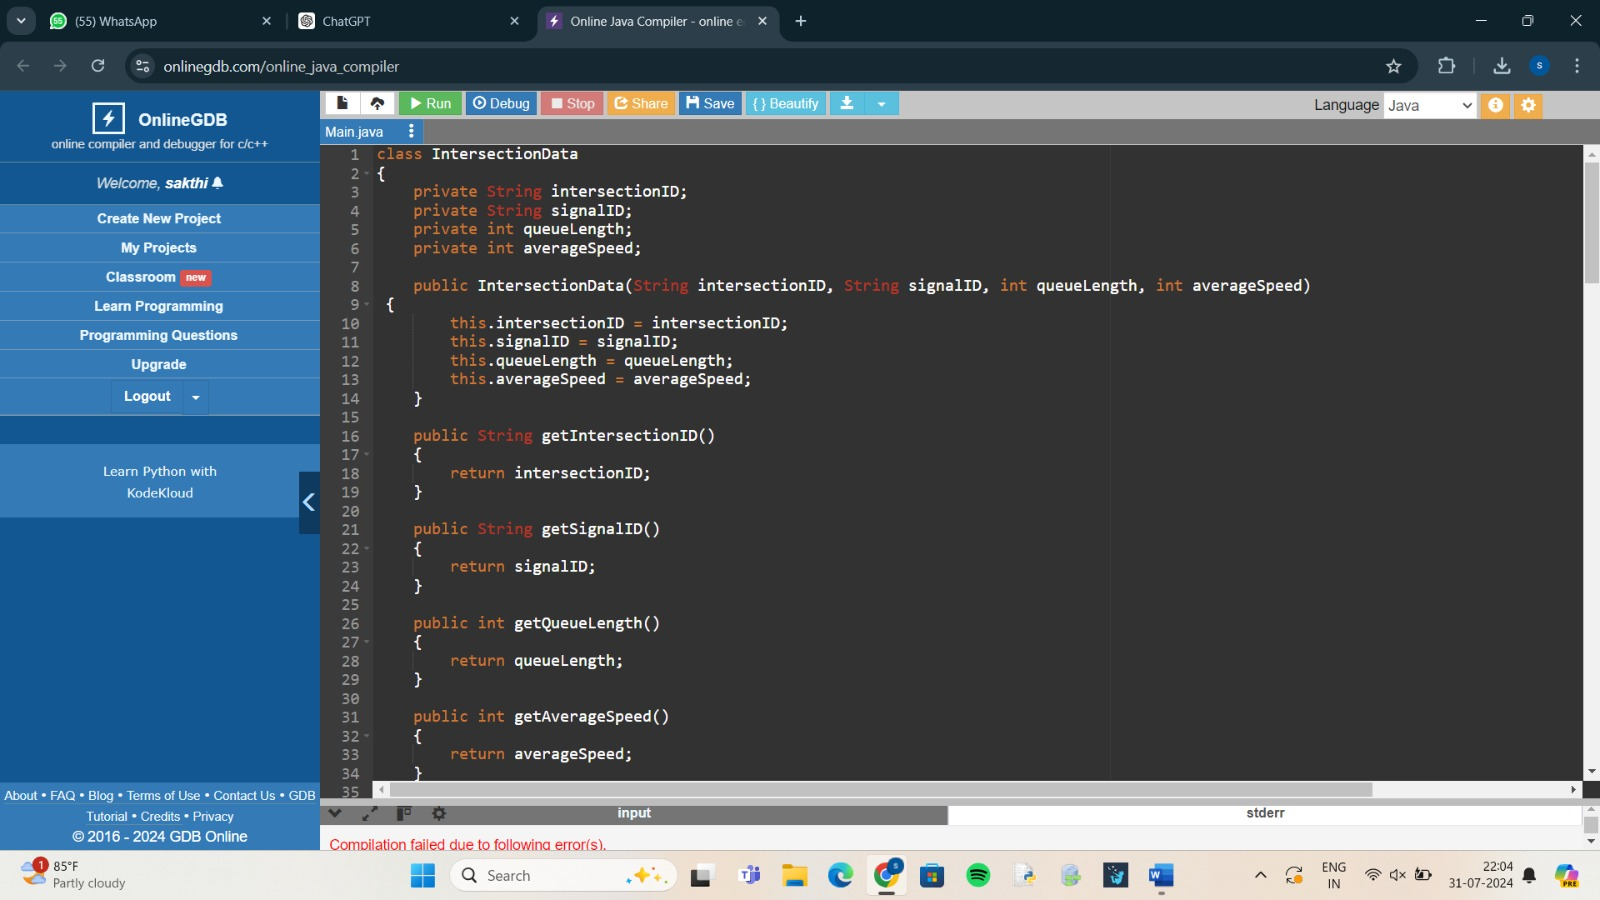 (55) WhatsApp
ChatGPT
Online Java Compiler - online e
onlinegdb.com/online_java_compiler
s
OnlineGDB
online compiler and debugger for c/c++
Welcome, sakthi
Create New Project
My Projects
Classroom new
Learn Programming
Programming Questions
Upgrade
Logout
Learn Python with
KodeKloud
About • FAQ • Blog • Terms of Use • Contact Us • GDB
Tutorial • Credits • Privacy
© 2016 - 2024 GDB Online
Run Debug Stop Share Save { } Beautify
Language Java
Main.java
1 class IntersectionData
2 {
3 private String intersectionID;
4 private String signalID;
5 private int queueLength;
6 private int averageSpeed;
7
8 public IntersectionData(String intersectionID, String signalID, int queueLength, int averageSpeed)
9 {
10 this.intersectionID = intersectionID;
11 this.signalID = signalID;
12 this.queueLength = queueLength;
13 this.averageSpeed = averageSpeed;
14 }
15
16 public String getIntersectionID()
17 {
18 return intersectionID;
19 }
20
21 public String getSignalID()
22 {
23 return signalID;
24 }
25
26 public int getQueueLength()
27 {
28 return queueLength;
29 }
30
31 public int getAverageSpeed()
32 {
33 return averageSpeed;
34 }
35
input
stderr
Compilation failed due to following error(s).
1
85°F
Partly cloudy
Search
ENG
IN
22:04
31-07-2024
PRE